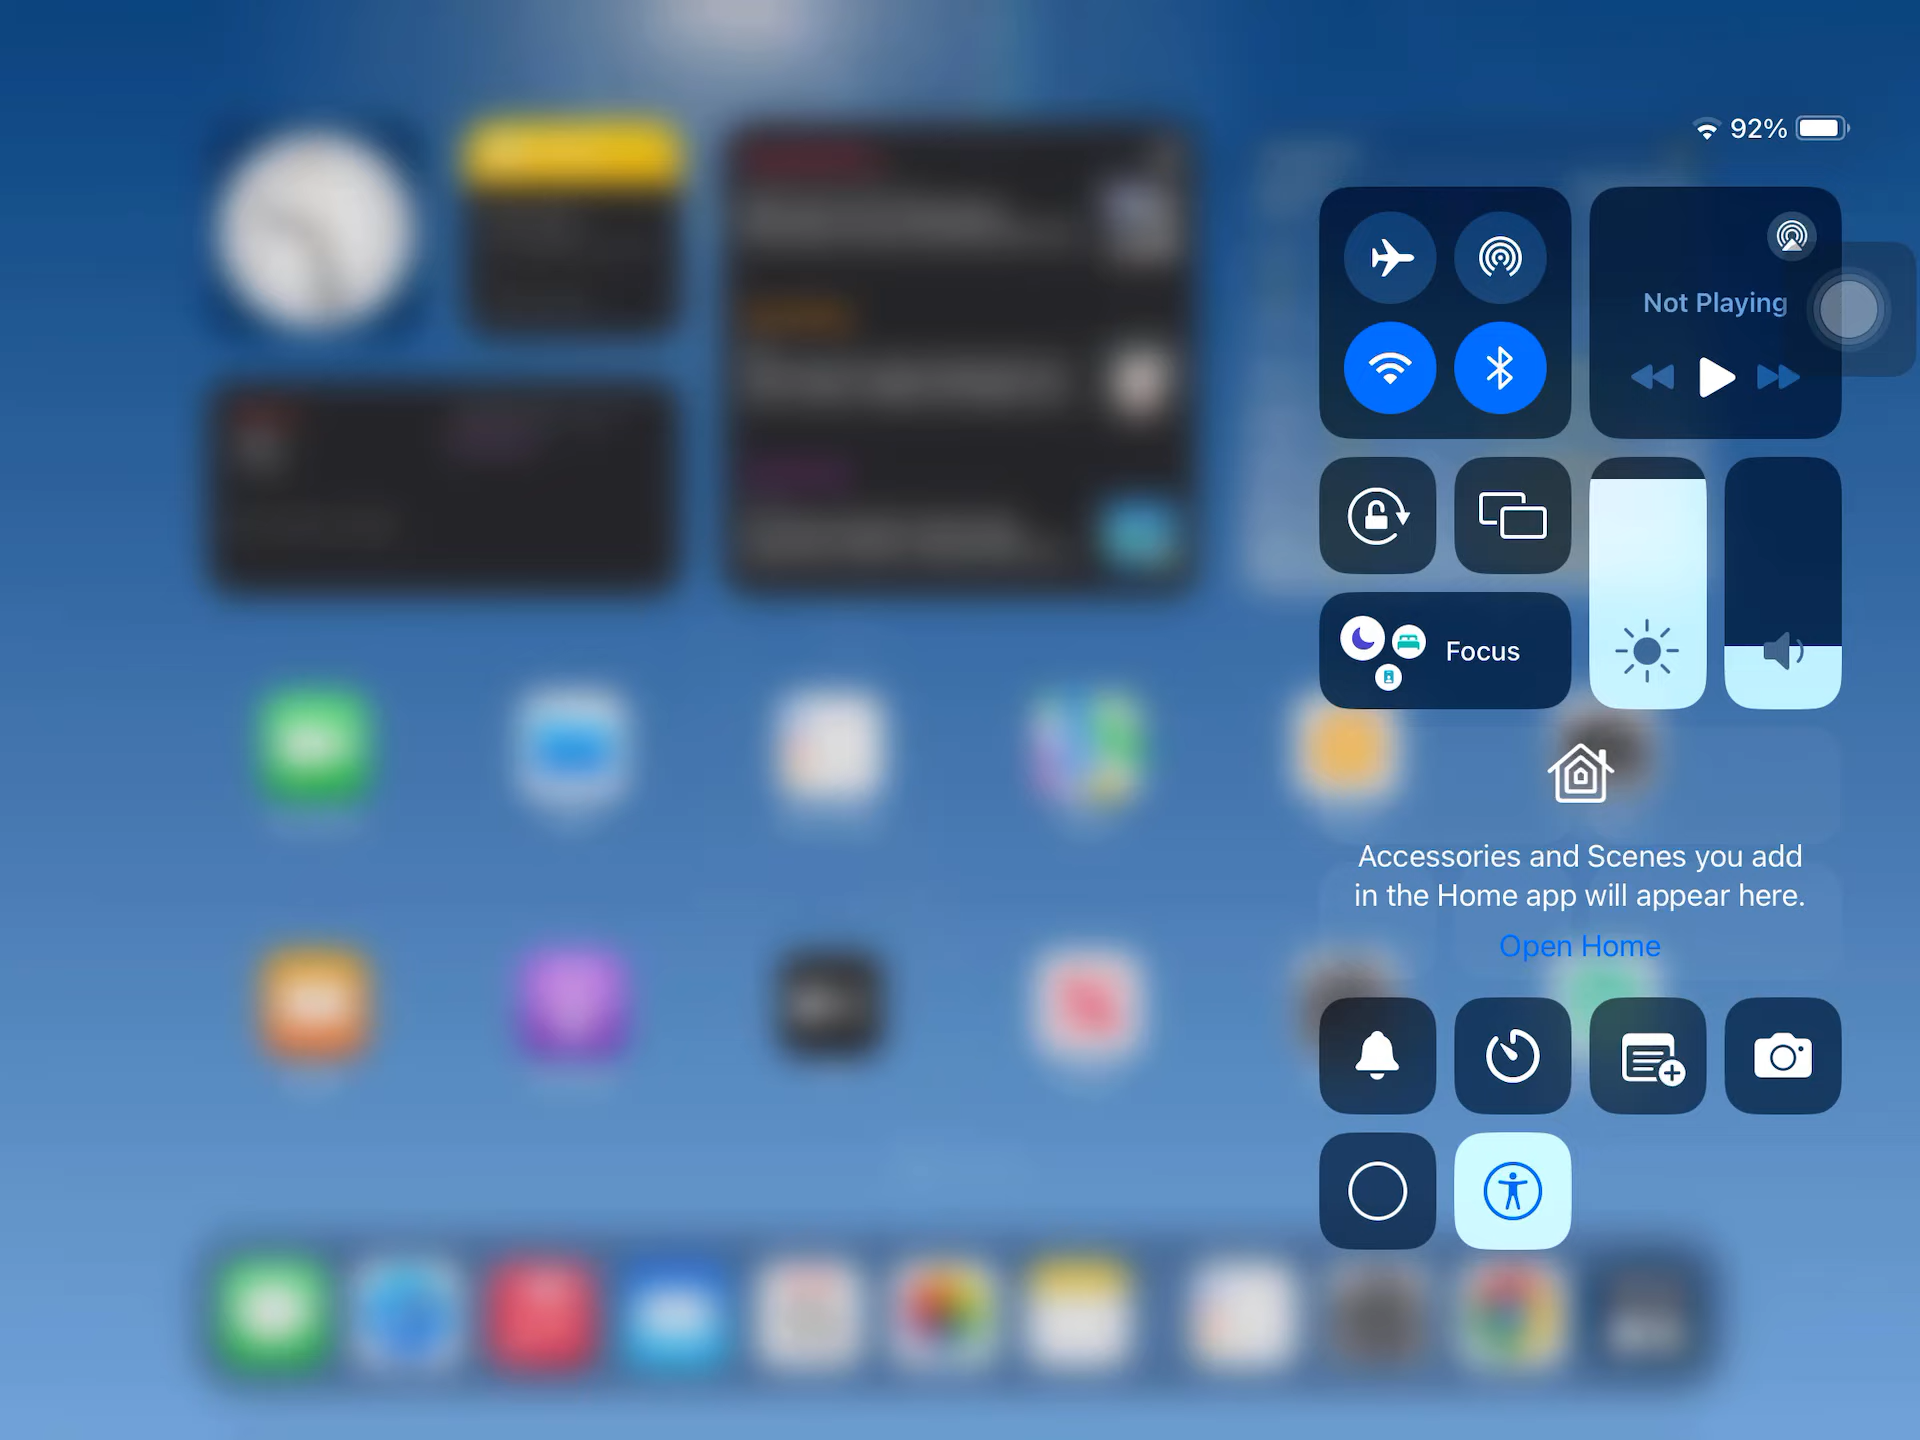 92%
Not Playing
Focus
Accessories and Scenes you add
in the Home app will appear here.
Open Home